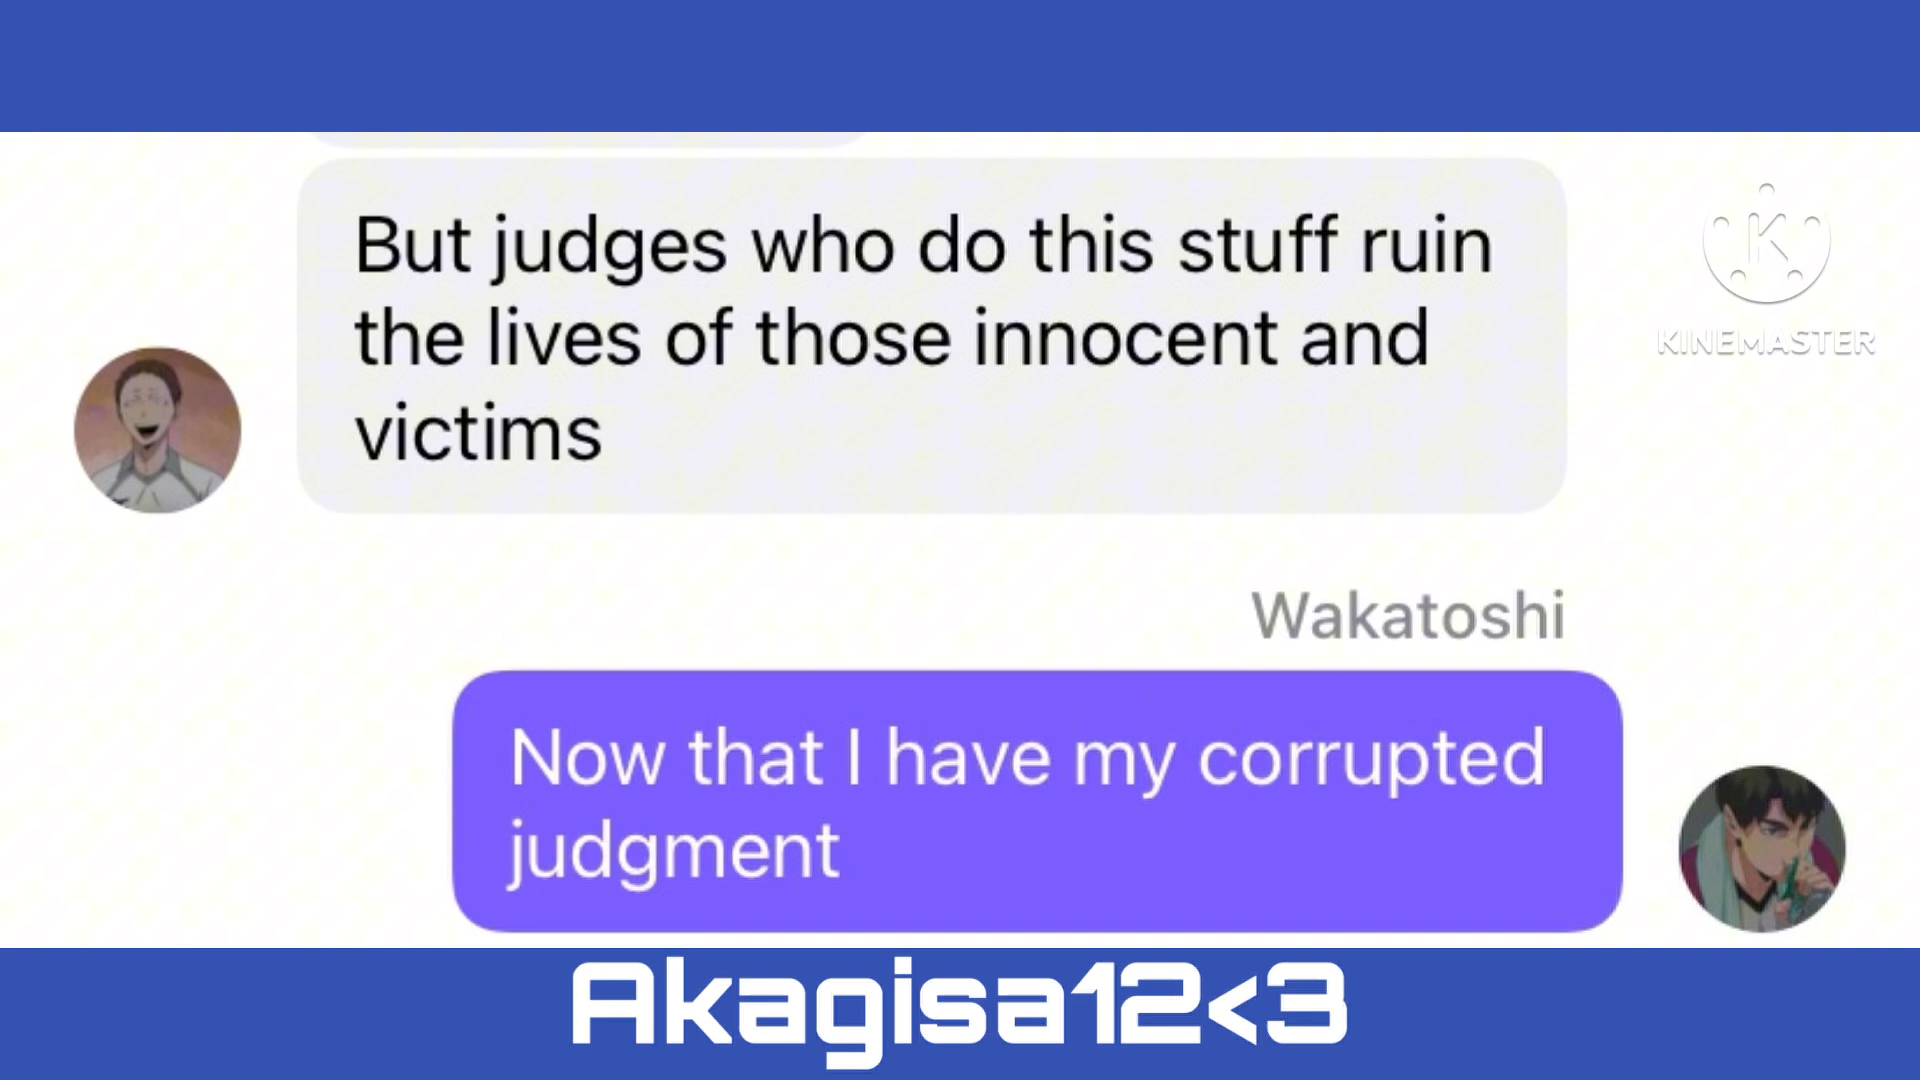 But judges who do this stuff ruin
the lives of those innocent and
victims
K
KINEMASTER
Wakatoshi
Now that I have my corrupted
judgment
Akagisa12<3